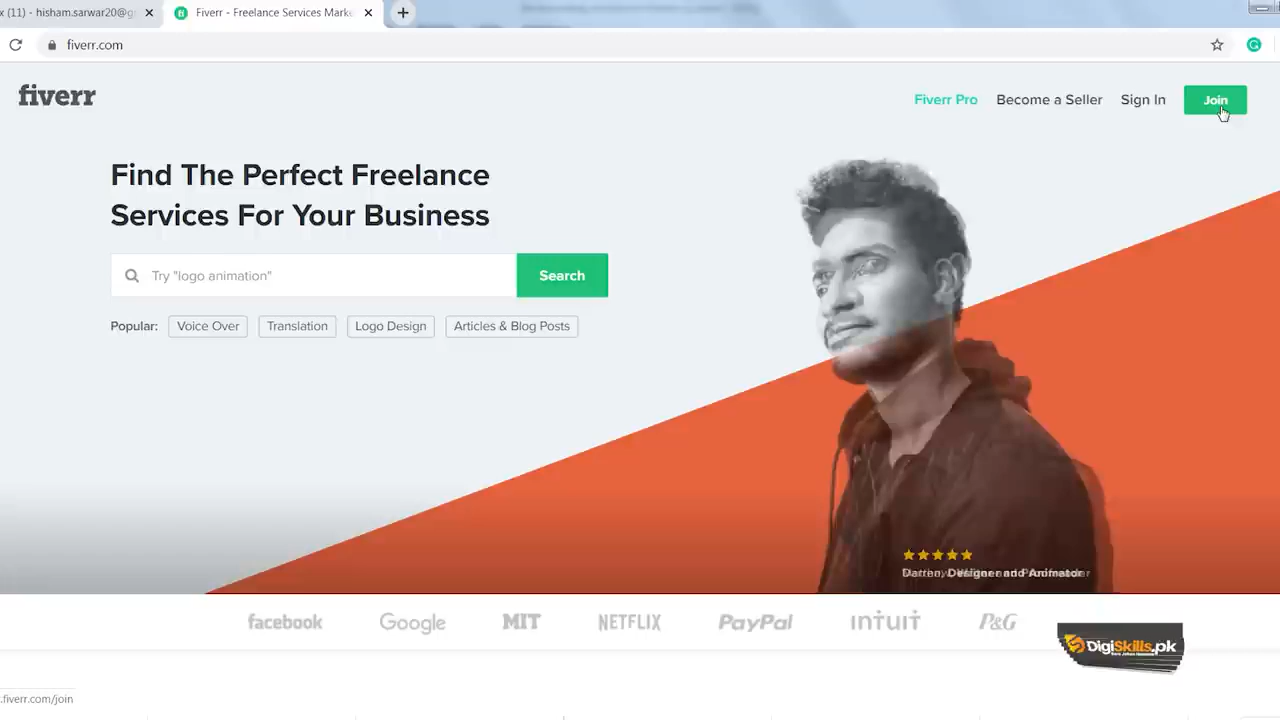 x (11) - hisham.sarwar20@g
Fiverr - Freelance Services Marke
fiverr.com
fiverr
Fiverr Pro
Become a Seller
Sign In
Join
Find The Perfect Freelance
Services For Your Business
Try "logo animation"
Search
Popular:
Voice Over
Translation
Logo Design
Articles & Blog Posts
Designer and Animator
facebook
Google
MIT
NETFLIX
PayPal
intuit
P&G
DigiSkills.pk
.fiverr.com/join